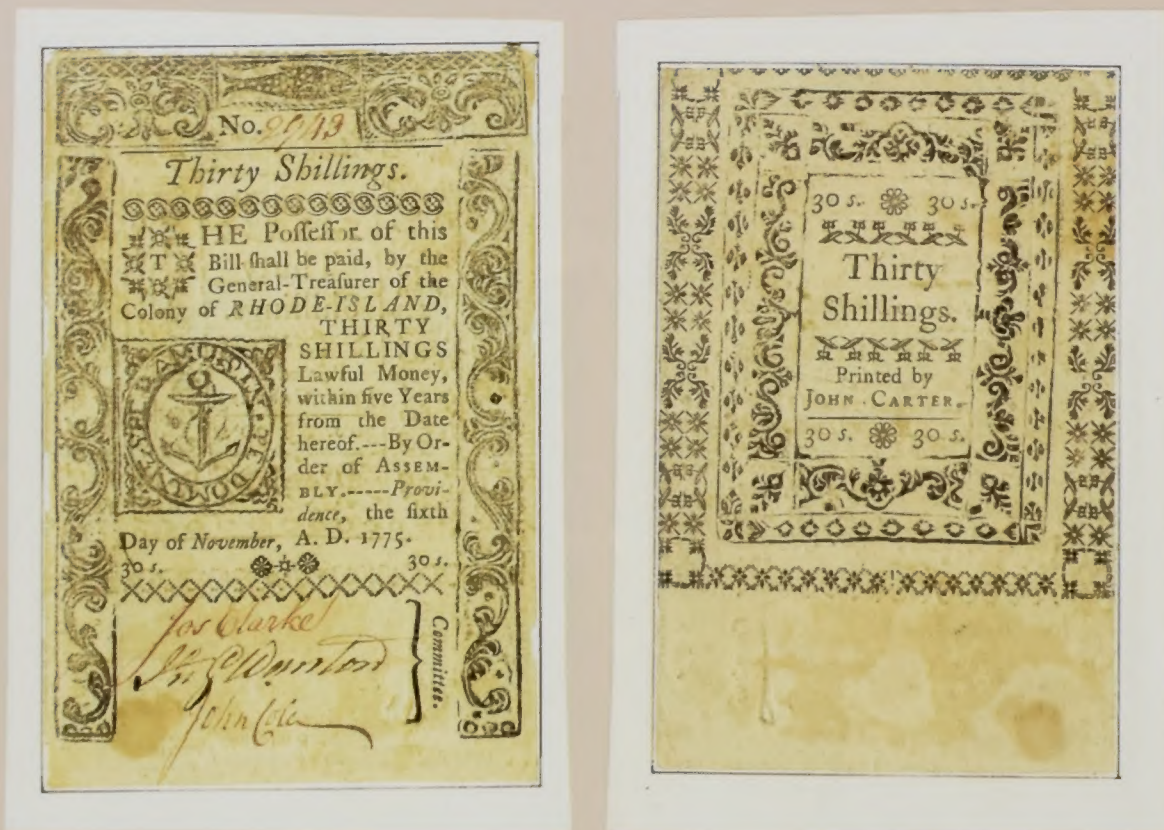 No. 2943
Thirty Shillings.
THE Poſſeſſor of this
Bill ſhall be paid, by the
General-Treaſurer of the
Colony of RHODE-ISLAND,
THIRTY
SHILLINGS
Lawful Money,
within five Years
from the Date
hereof.---By Or-
der of ASSEM-
BLY.-----Provi-
dence, the ſixth
Day of November, A. D. 1775.
30 s. 30 s.
Jos Clarke
John Cole
Committee.
30 s. 30 s.
Thirty
Shillings.
Printed by
JOHN CARTER.
30 s. 30 s.